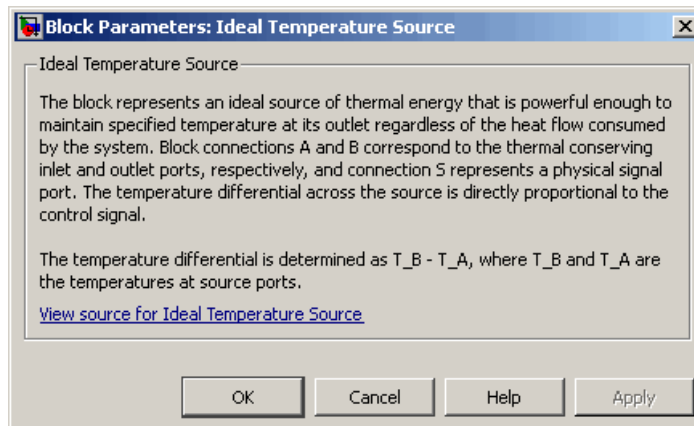 Block Parameters: Ideal Temperature Source
Ideal Temperature Source
The block represents an ideal source of thermal energy that is powerful enough to
maintain specified temperature at its outlet regardless of the heat flow consumed
by the system. Block connections A and B correspond to the thermal conserving
inlet and outlet ports, respectively, and connection S represents a physical signal
port. The temperature differential across the source is directly proportional to the
control signal.
The temperature differential is determined as T_B - T_A, where T_B and T_A are
the temperatures at source ports.
View source for Ideal Temperature Source
OK Cancel Help Apply